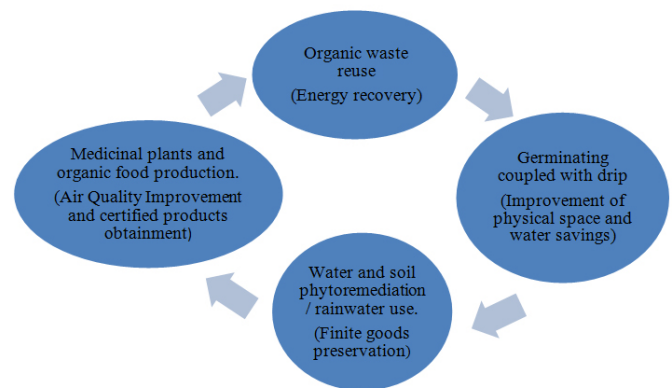 Organic waste
reuse
(Energy recovery)
Germinating
coupled with drip
(Improvement of
physical space and
water savings)
Water and soil
phytoremediation
/ rainwater use.
(Finite goods
preservation)
Medicinal plants and
organic food production.
(Air Quality Improvement
and certified products
obtainment)